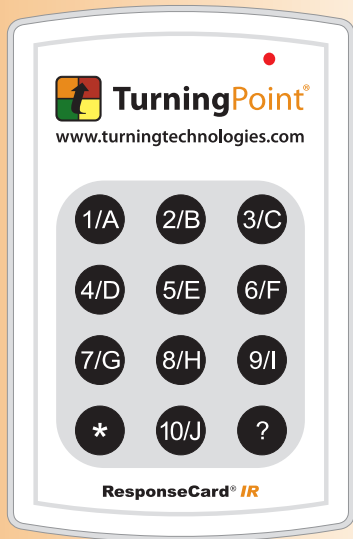 TurningPoint®
www.turningtechnologies.com
1/A 2/B 3/C
4/D 5/E 6/F
7/G 8/H 9/I
* 10/J ?
ResponseCard® IR